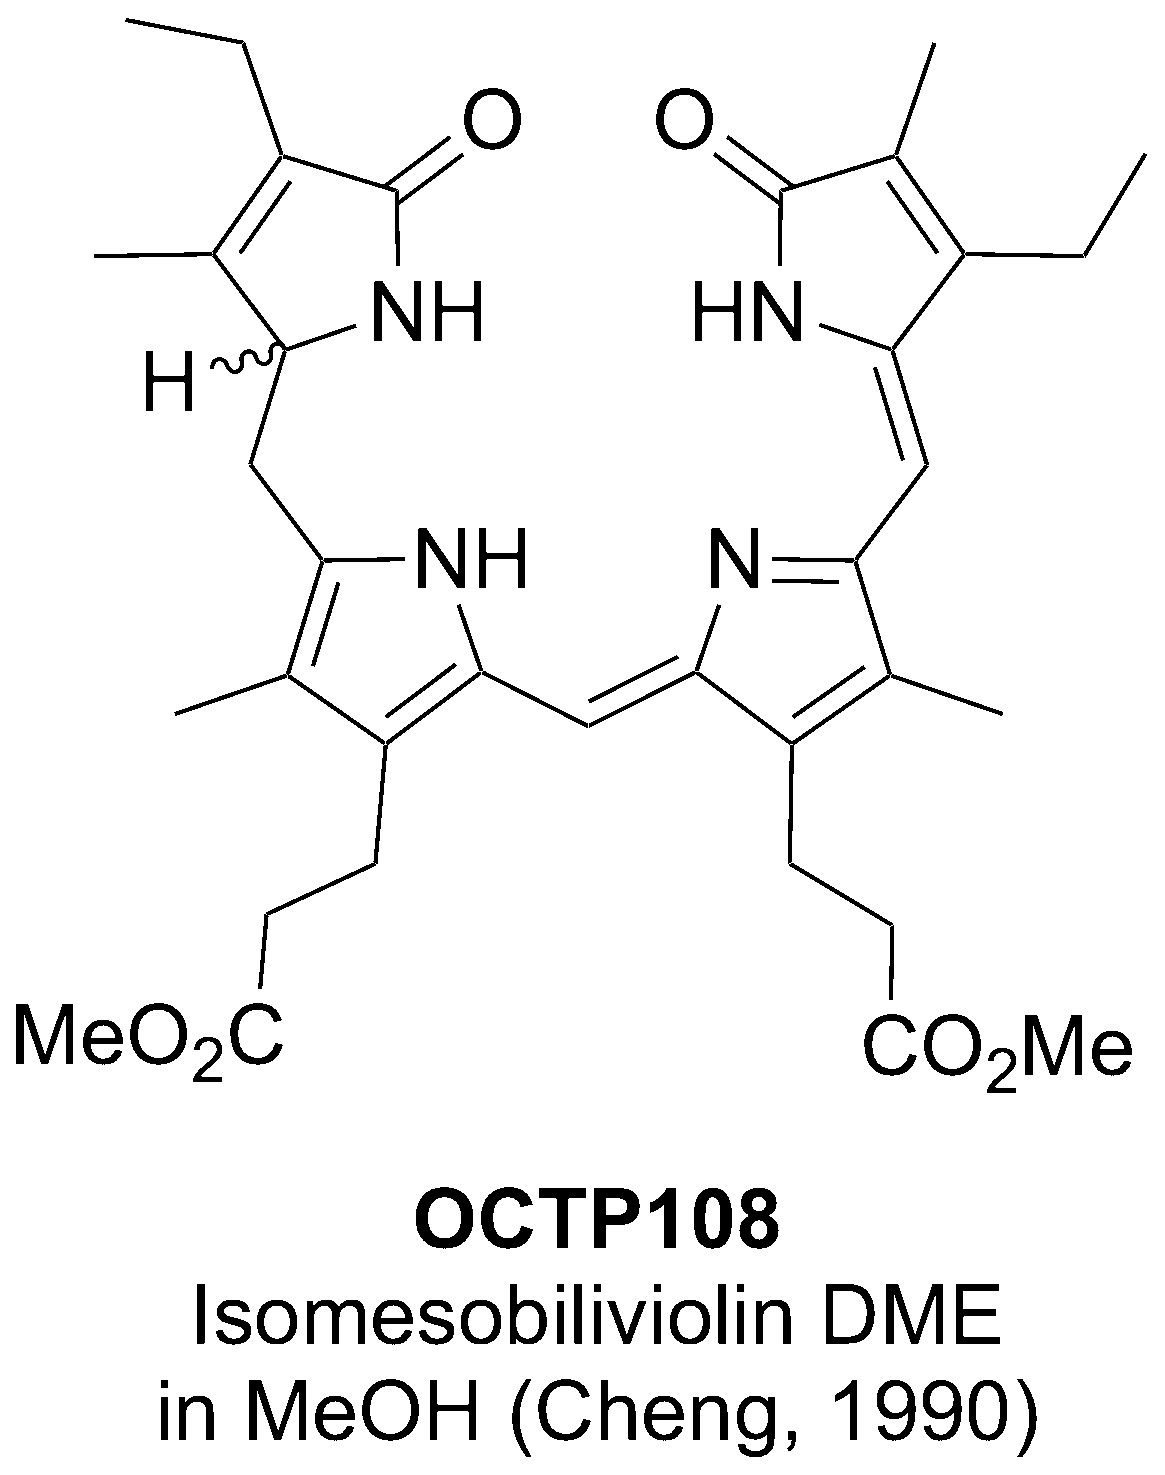 O O
NH HN
H
NH N
MeO₂C CO₂Me
OCTP108
Isomesobiliviolin DME
in MeOH (Cheng, 1990)